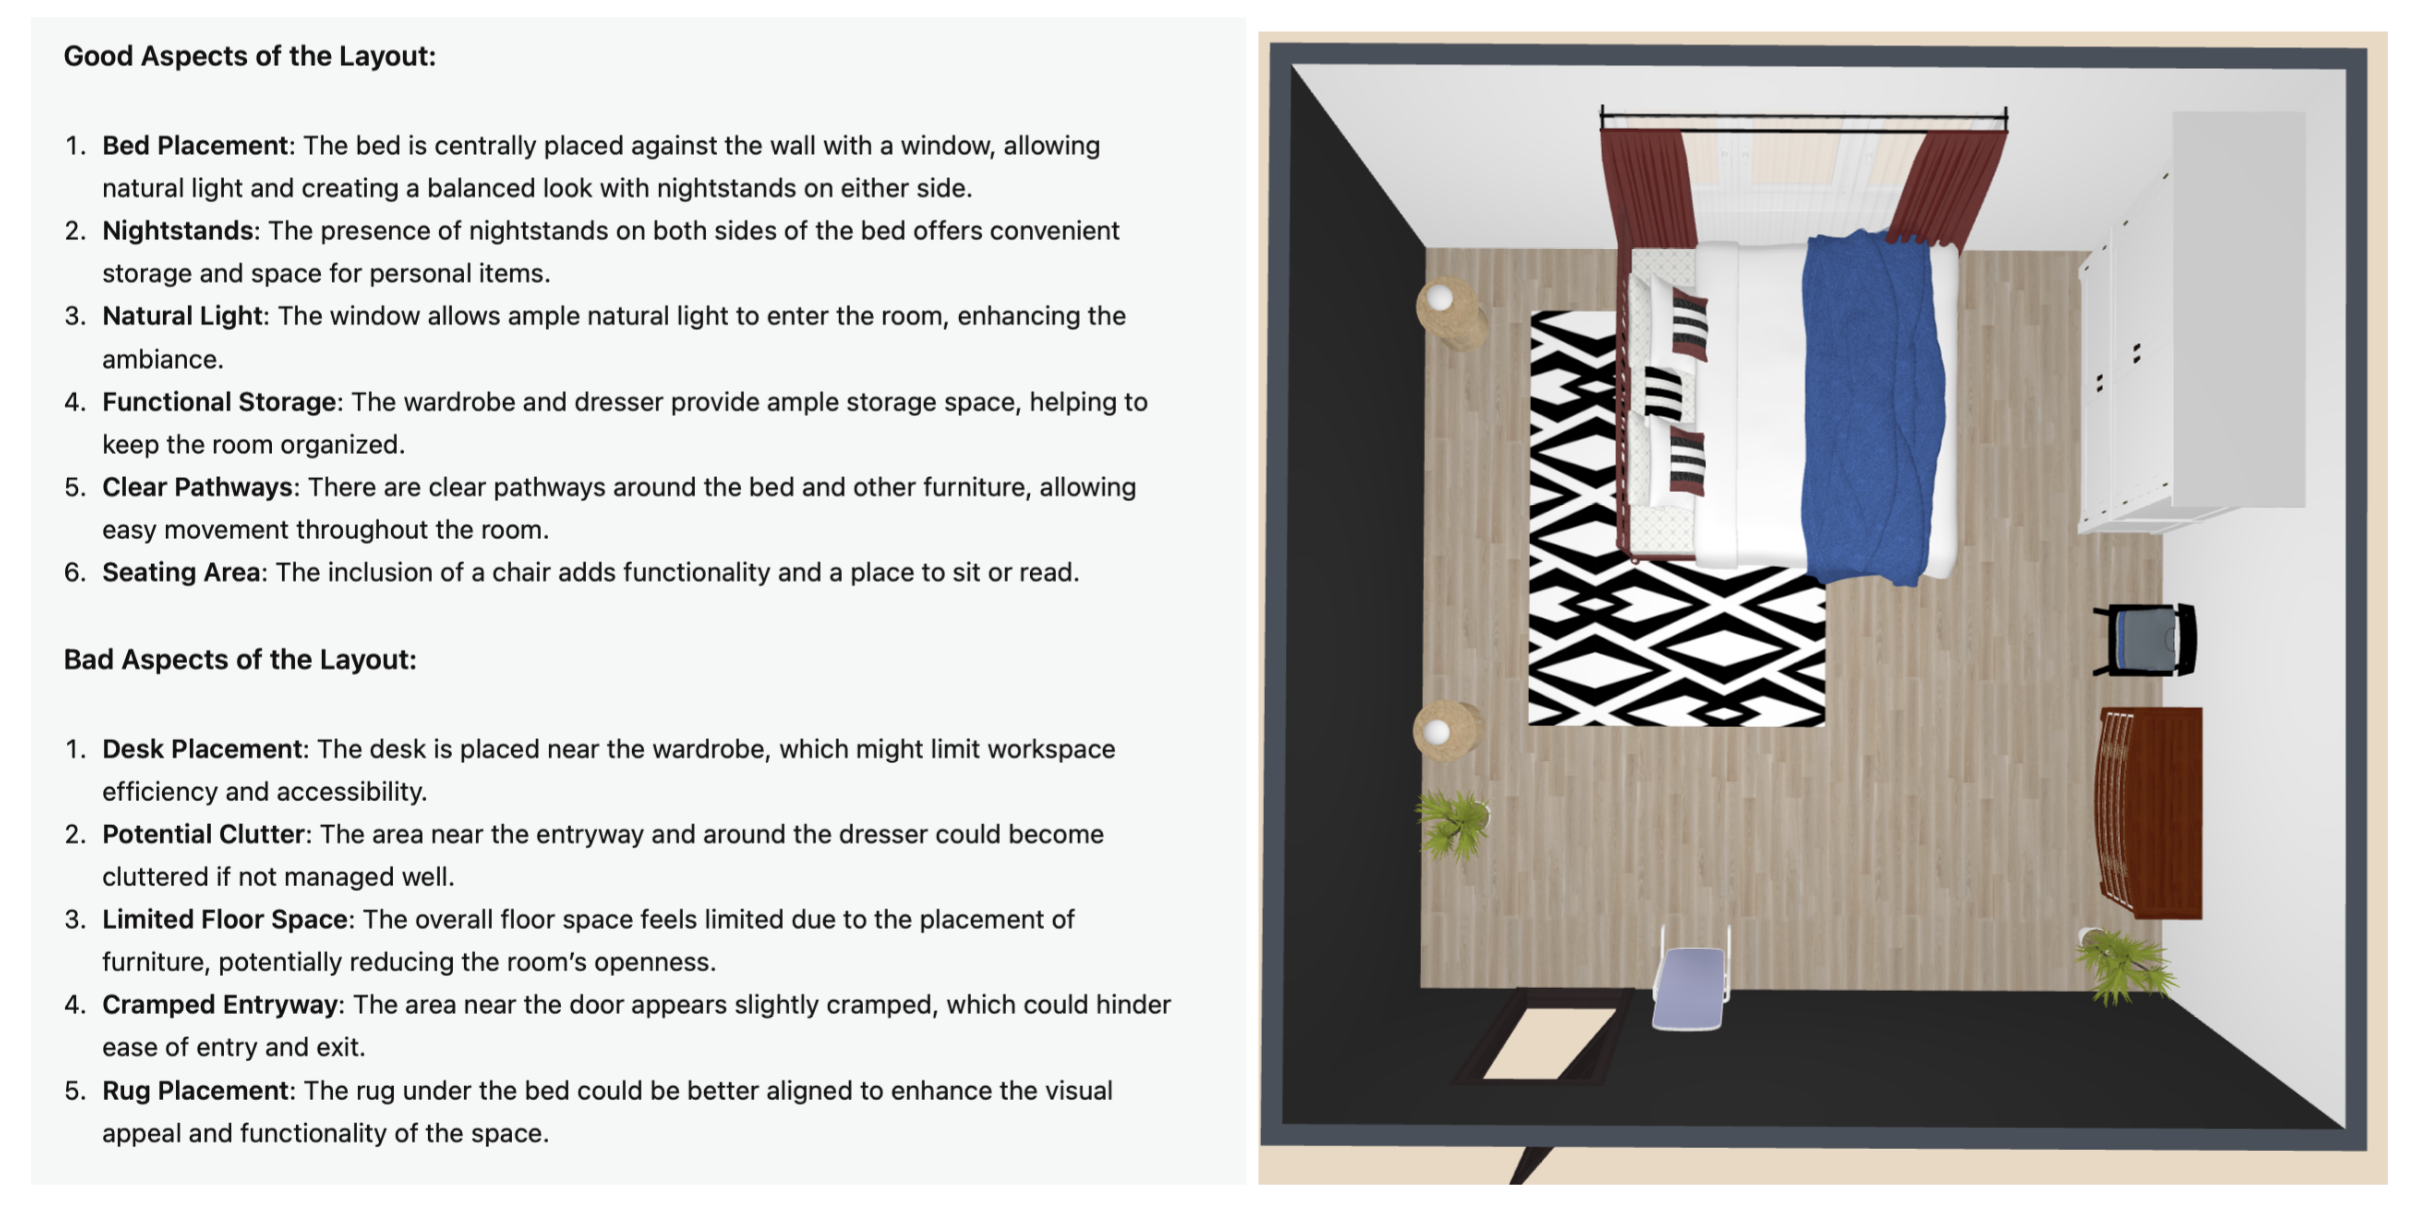 Good Aspects of the Layout:
1. Bed Placement: The bed is centrally placed against the wall with a window, allowing
natural light and creating a balanced look with nightstands on either side.
2. Nightstands: The presence of nightstands on both sides of the bed offers convenient
storage and space for personal items.
3. Natural Light: The window allows ample natural light to enter the room, enhancing the
ambiance.
4. Functional Storage: The wardrobe and dresser provide ample storage space, helping to
keep the room organized.
5. Clear Pathways: There are clear pathways around the bed and other furniture, allowing
easy movement throughout the room.
6. Seating Area: The inclusion of a chair adds functionality and a place to sit or read.
Bad Aspects of the Layout:
1. Desk Placement: The desk is placed near the wardrobe, which might limit workspace
efficiency and accessibility.
2. Potential Clutter: The area near the entryway and around the dresser could become
cluttered if not managed well.
3. Limited Floor Space: The overall floor space feels limited due to the placement of
furniture, potentially reducing the room’s openness.
4. Cramped Entryway: The area near the door appears slightly cramped, which could hinder
ease of entry and exit.
5. Rug Placement: The rug under the bed could be better aligned to enhance the visual
appeal and functionality of the space.